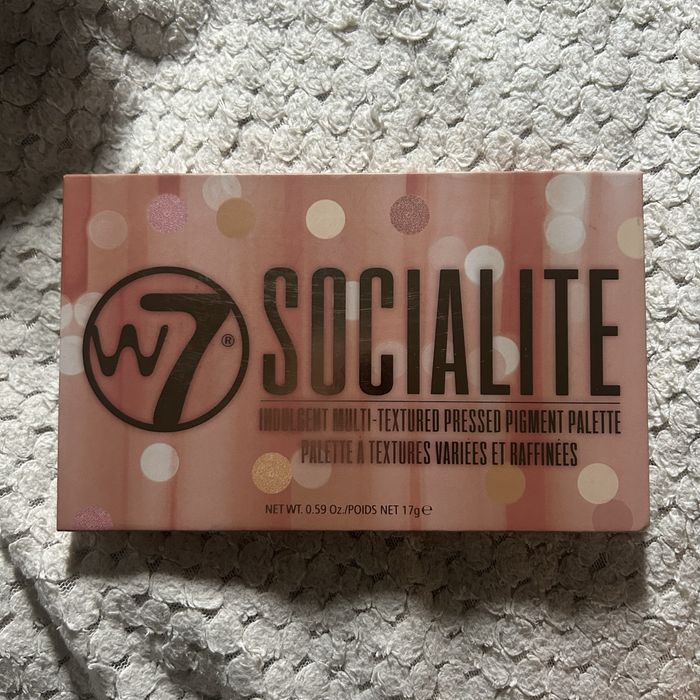 W7®
SOCIALITE
INDULGENT MULTI-TEXTURED PRESSED PIGMENT PALETTE
PALETTE À TEXTURES VARIÉES ET RAFFINÉES
NET WT. 0.59 Oz./POIDS NET 17g℮